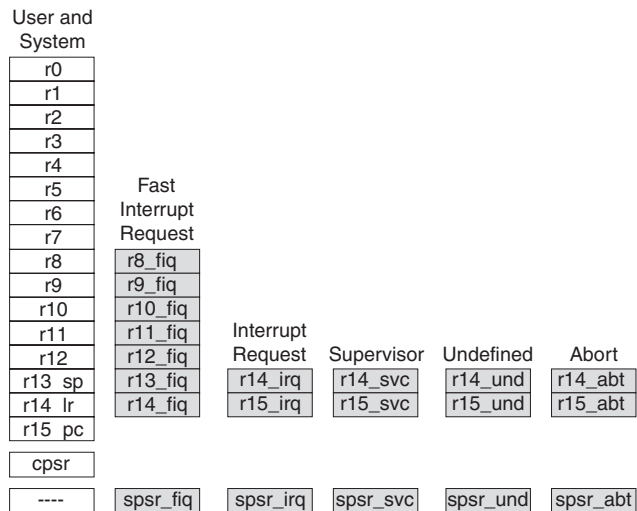 User and
System
r0
r1
r2
r3
r4
r5
r6
r7
r8
r9
r10
r11
r12
r13 sp
r14 lr
r15 pc
cpsr
----
Fast
Interrupt
Request
r8_fiq
r9_fiq
r10_fiq
r11_fiq
r12_fiq
r13_fiq
r14_fiq
spsr_fiq
Interrupt
Request
r14_irq
r15_irq
spsr_irq
Supervisor
r14_svc
r15_svc
spsr_svc
Undefined
r14_und
r15_und
spsr_und
Abort
r14_abt
r15_abt
spsr_abt